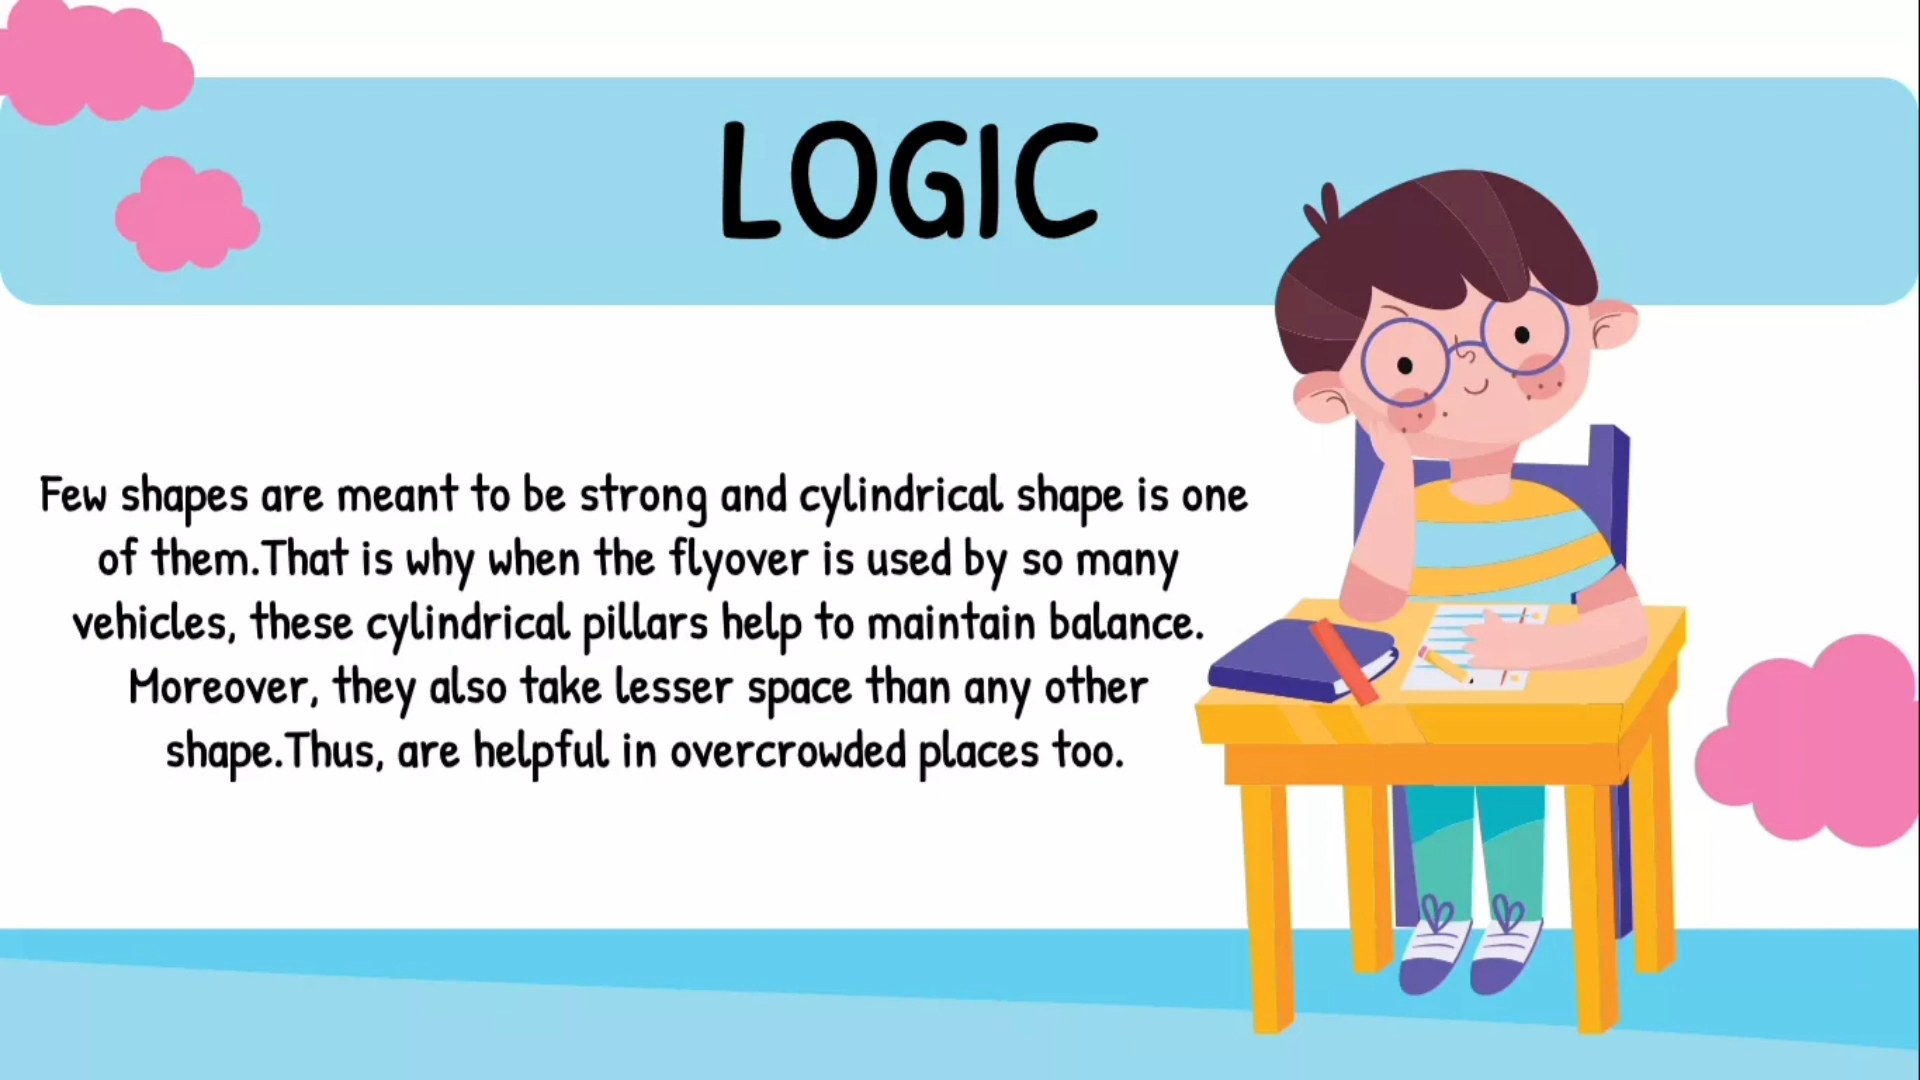 LOGIC
Few shapes are meant to be strong and cylindrical shape is one
of them.That is why when the flyover is used by so many
vehicles, these cylindrical pillars help to maintain balance.
Moreover, they also take lesser space than any other
shape.Thus, are helpful in overcrowded places too.